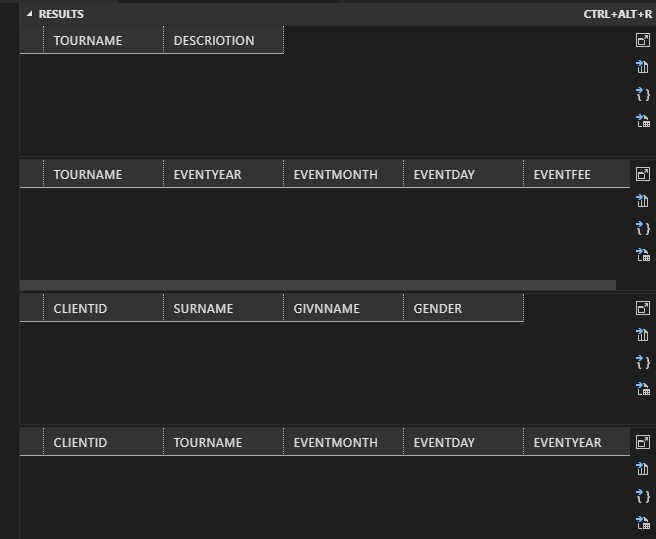 RESULTS CTRL+ALT+R
TOURNAME DESCRIOTION
TOURNAME EVENTYEAR EVENTMONTH EVENTDAY EVENTFEE
CLIENTID SURNAME GIVNNAME GENDER
CLIENTID TOURNAME EVENTMONTH EVENTDAY EVENTYEAR